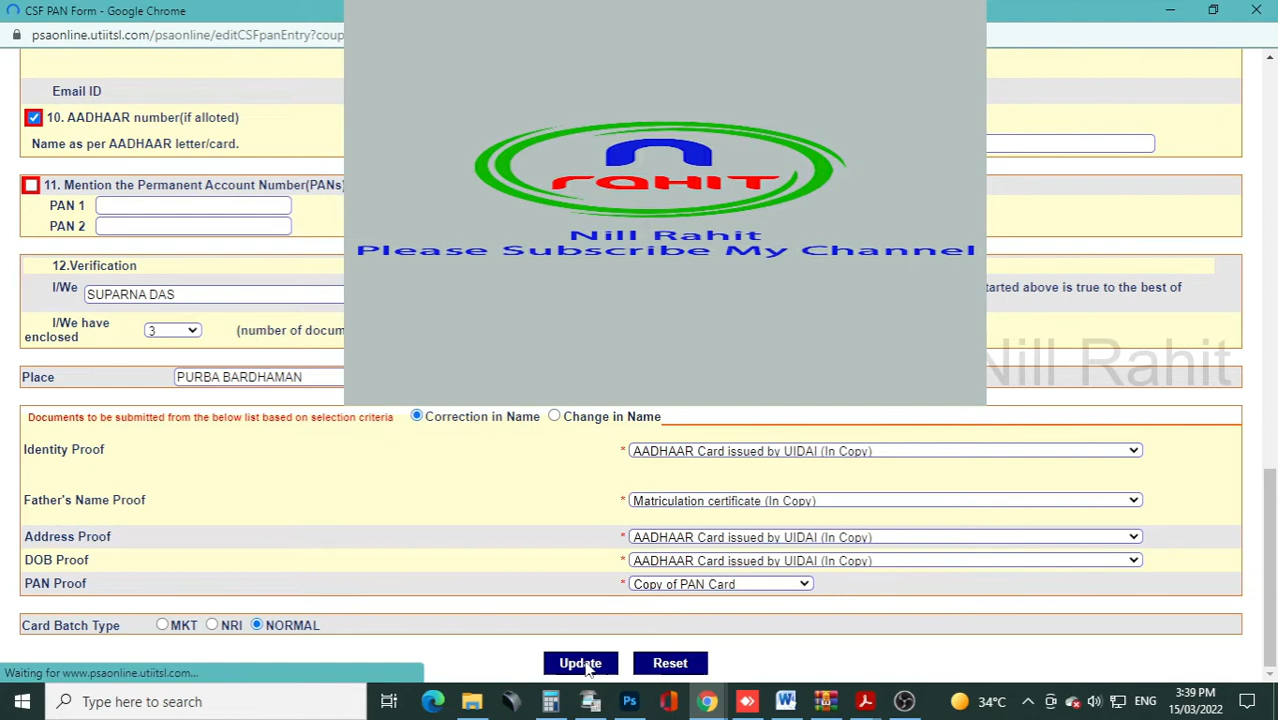 CSF PAN Form - Google Chrome
psaonline.utiitsl.com/psaonline/editCSFpanEntry?coup
Email ID
10. AADHAAR number(if alloted)
Name as per AADHAAR letter/card.
11. Mention the Permanent Account Number(PANs)
PAN 1
PAN 2
12.Verification
I/We SUPARNA DAS
started above is true to the best of
I/We have enclosed 3 (number of docum
Place PURBA BARDHAMAN
n RAHIT
Nill Rahit
Please Subscribe My Channel
Nill Rahit
Documents to be submitted from the below list based on selection criteria Correction in Name Change in Name
Identity Proof * AADHAAR Card issued by UIDAI (In Copy)
Father's Name Proof * Matriculation certificate (In Copy)
Address Proof * AADHAAR Card issued by UIDAI (In Copy)
DOB Proof * AADHAAR Card issued by UIDAI (In Copy)
PAN Proof * Copy of PAN Card
Card Batch Type MKT NRI NORMAL
Update Reset
Waiting for www.psaonline.utiitsl.com...
Type here to search
34°C ENG 3:39 PM
15/03/2022